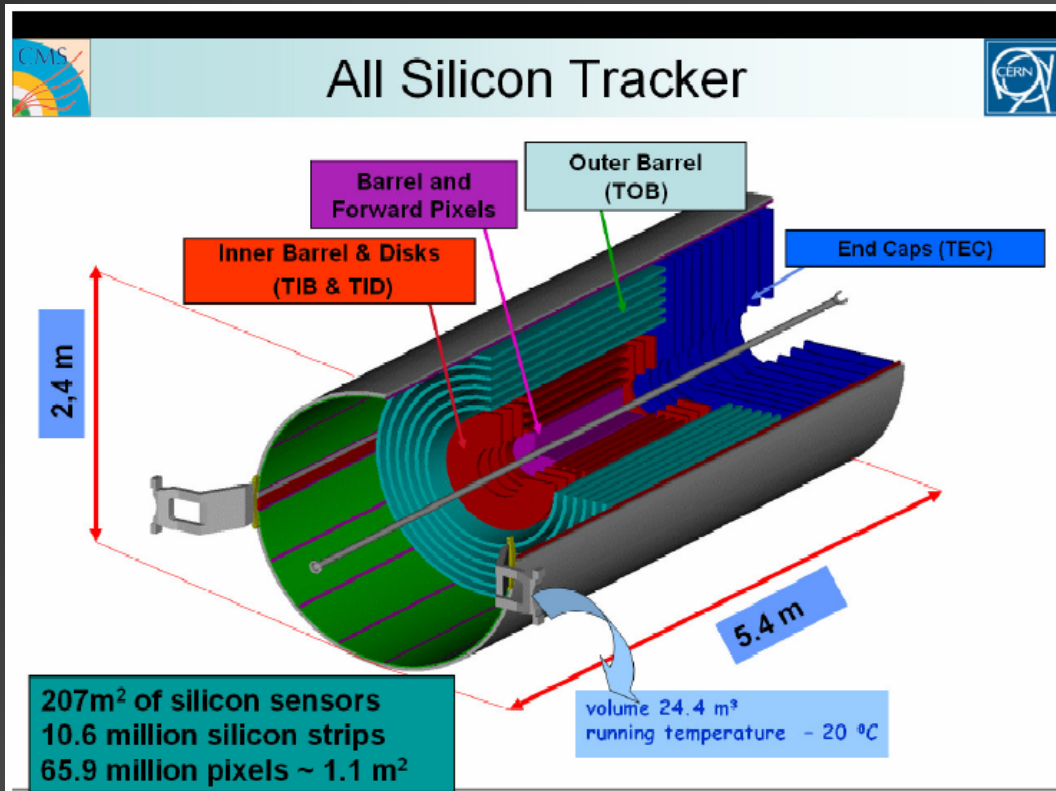 CMS
All Silicon Tracker
CERN
Outer Barrel
(TOB)
Barrel and
Forward Pixels
Inner Barrel & Disks
(TIB & TID)
End Caps (TEC)
2,4 m
5.4 m
volume 24.4 m³
running temperature – 20 ⁰C
207m² of silicon sensors
10.6 million silicon strips
65.9 million pixels ~ 1.1 m²